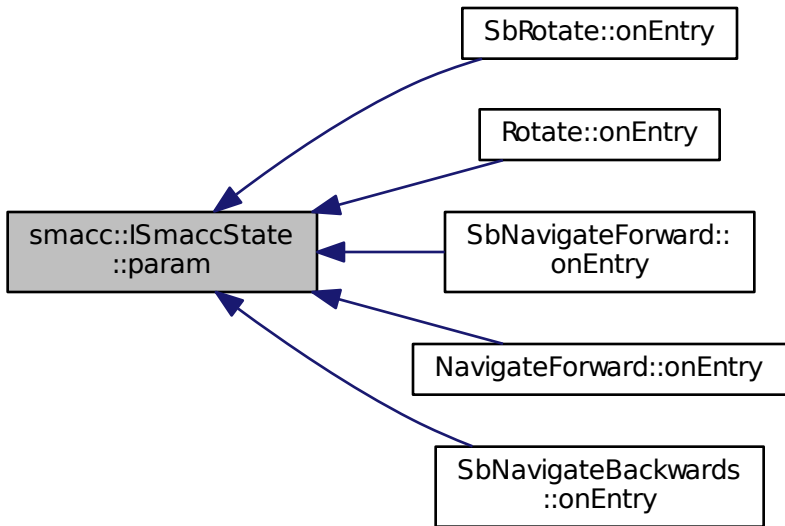 SbRotate::onEntry
Rotate::onEntry
smacc::ISmaccState
::param
SbNavigateForward::
onEntry
NavigateForward::onEntry
SbNavigateBackwards
::onEntry